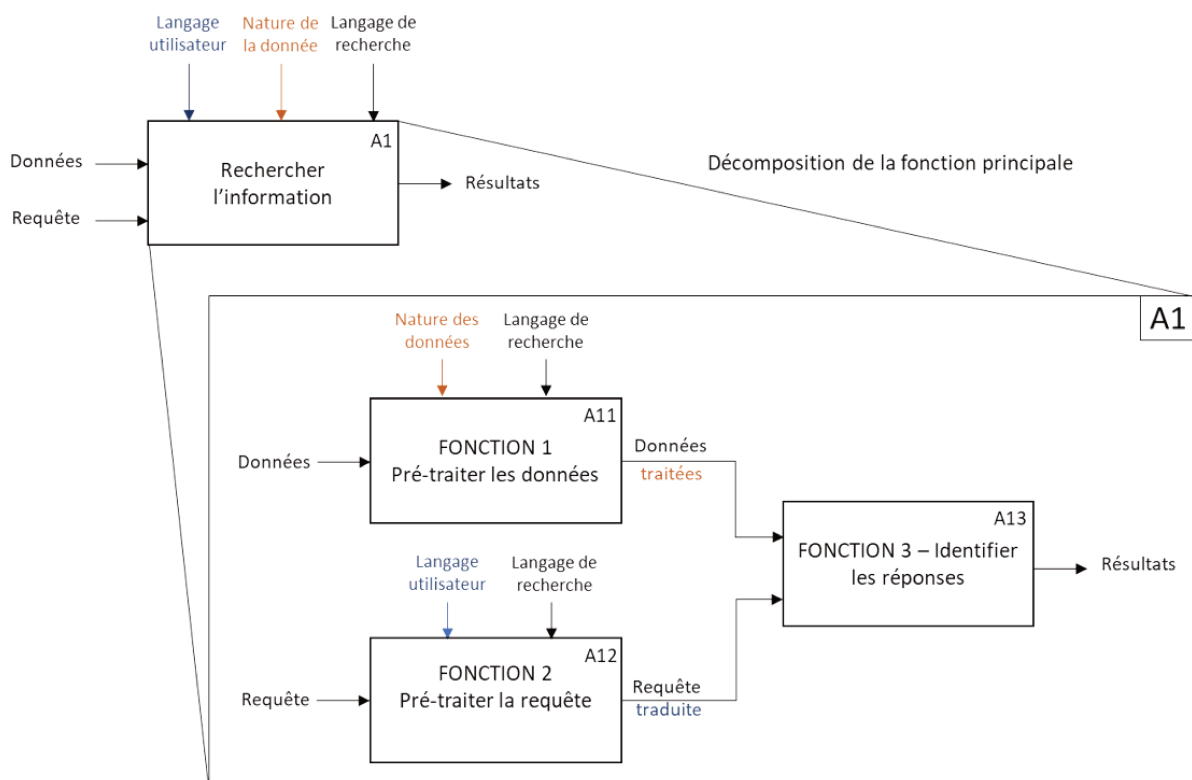 Langage
utilisateur
Nature de
la donnée
Langage de
recherche
A1
Données
Requête
Rechercher
l’information
Résultats
Décomposition de la fonction principale
A1
Nature des
données
Langage de
recherche
A11
Données
FONCTION 1
Pré-traiter les données
Données
traitées
A13
FONCTION 3 – Identifier
les réponses
Résultats
Langage
utilisateur
Langage de
recherche
A12
Requête
FONCTION 2
Pré-traiter la requête
Requête
traduite